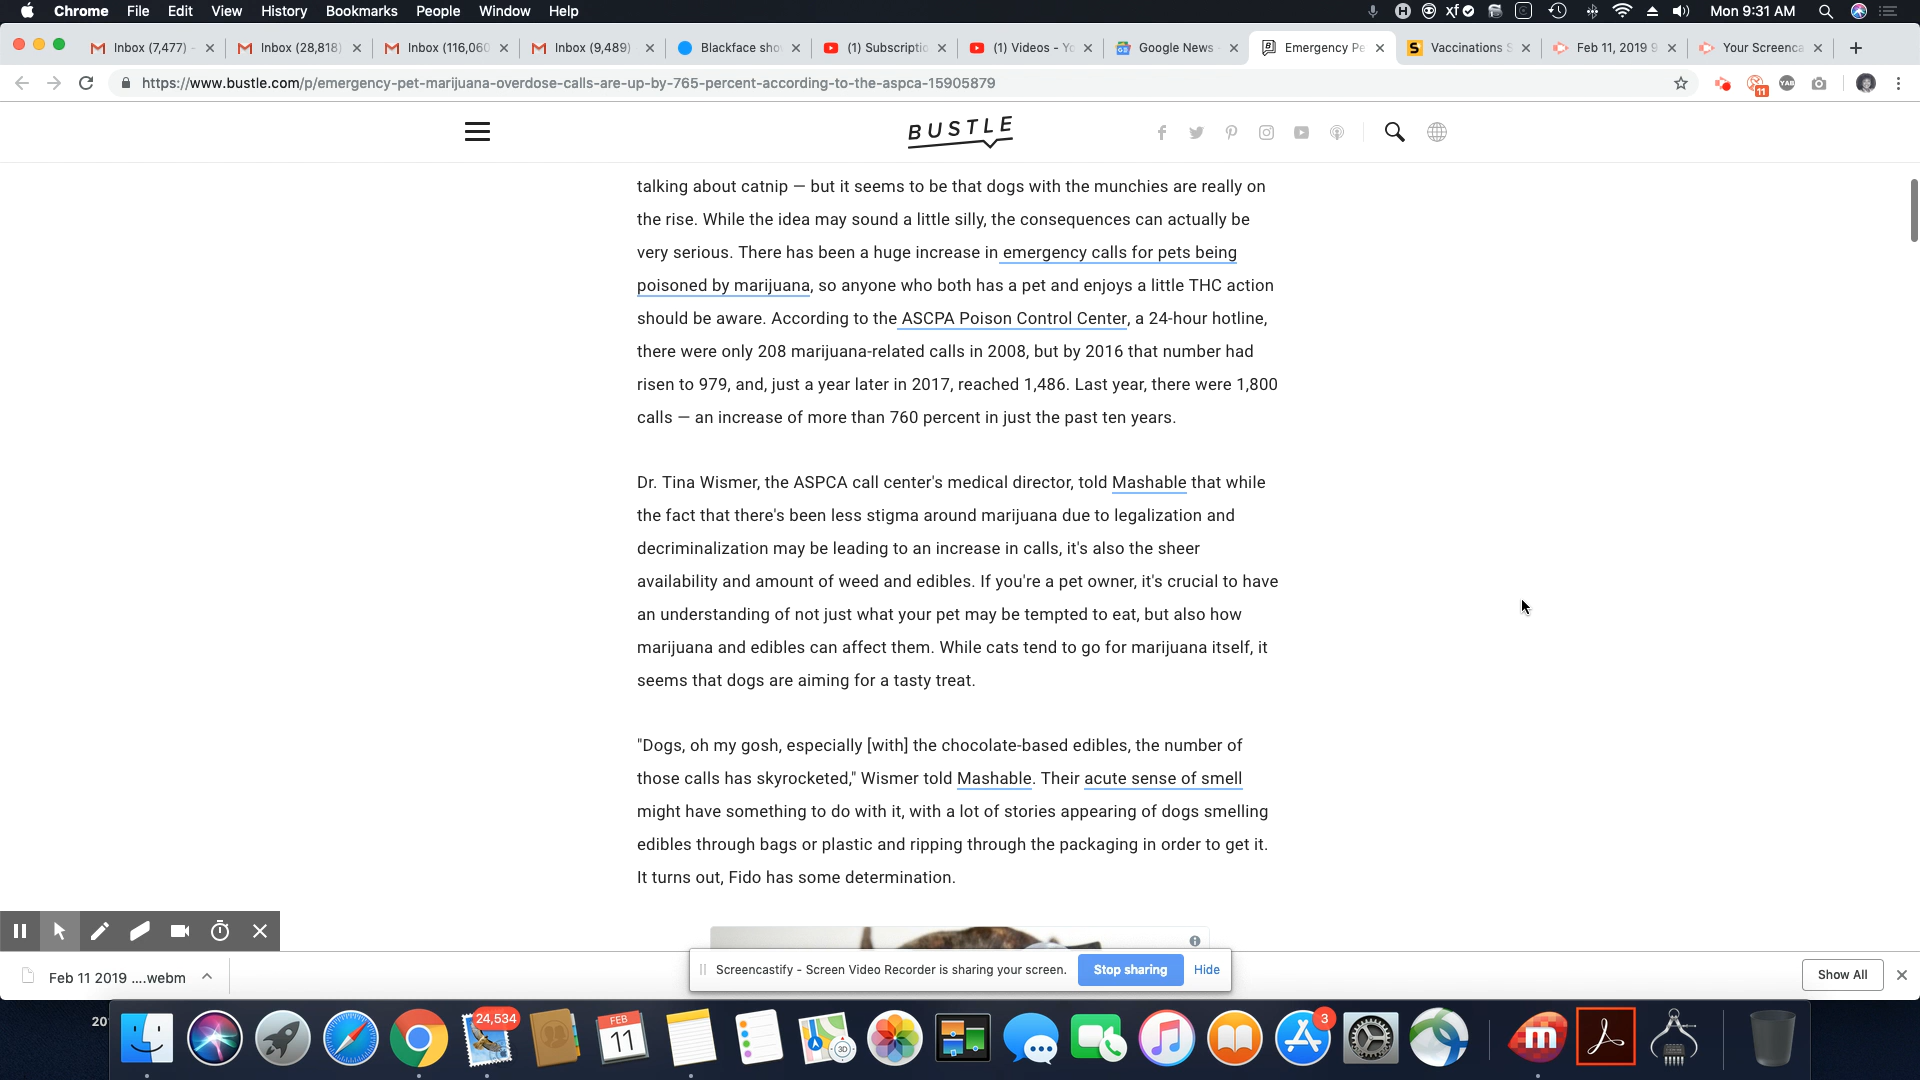 Chrome File Edit View History Bookmarks People Window Help
Mon 9:31 AM
Inbox (7,477) -
Inbox (28,818)
Inbox (116,060
Inbox (9,489)
Blackface sho
(1) Subscriptio
(1) Videos - Yo
Google News -
Emergency Pe
Vaccinations S
Feb 11, 2019 9
Your Screenca
https://www.bustle.com/p/emergency-pet-marijuana-overdose-calls-are-up-by-765-percent-according-to-the-aspca-15905879
YAB
11
BUSTLE
talking about catnip — but it seems to be that dogs with the munchies are really on
the rise. While the idea may sound a little silly, the consequences can actually be
very serious. There has been a huge increase in emergency calls for pets being
poisoned by marijuana, so anyone who both has a pet and enjoys a little THC action
should be aware. According to the ASCPA Poison Control Center, a 24-hour hotline,
there were only 208 marijuana-related calls in 2008, but by 2016 that number had
risen to 979, and, just a year later in 2017, reached 1,486. Last year, there were 1,800
calls — an increase of more than 760 percent in just the past ten years.
Dr. Tina Wismer, the ASPCA call center's medical director, told Mashable that while
the fact that there's been less stigma around marijuana due to legalization and
decriminalization may be leading to an increase in calls, it's also the sheer
availability and amount of weed and edibles. If you're a pet owner, it's crucial to have
an understanding of not just what your pet may be tempted to eat, but also how
marijuana and edibles can affect them. While cats tend to go for marijuana itself, it
seems that dogs are aiming for a tasty treat.
"Dogs, oh my gosh, especially [with] the chocolate-based edibles, the number of
those calls has skyrocketed," Wismer told Mashable. Their acute sense of smell
might have something to do with it, with a lot of stories appearing of dogs smelling
edibles through bags or plastic and ripping through the packaging in order to get it.
It turns out, Fido has some determination.
Screencastify - Screen Video Recorder is sharing your screen. Stop sharing Hide
Feb 11 2019 ....webm
Show All
20
24,534
FEB
11
3D
3